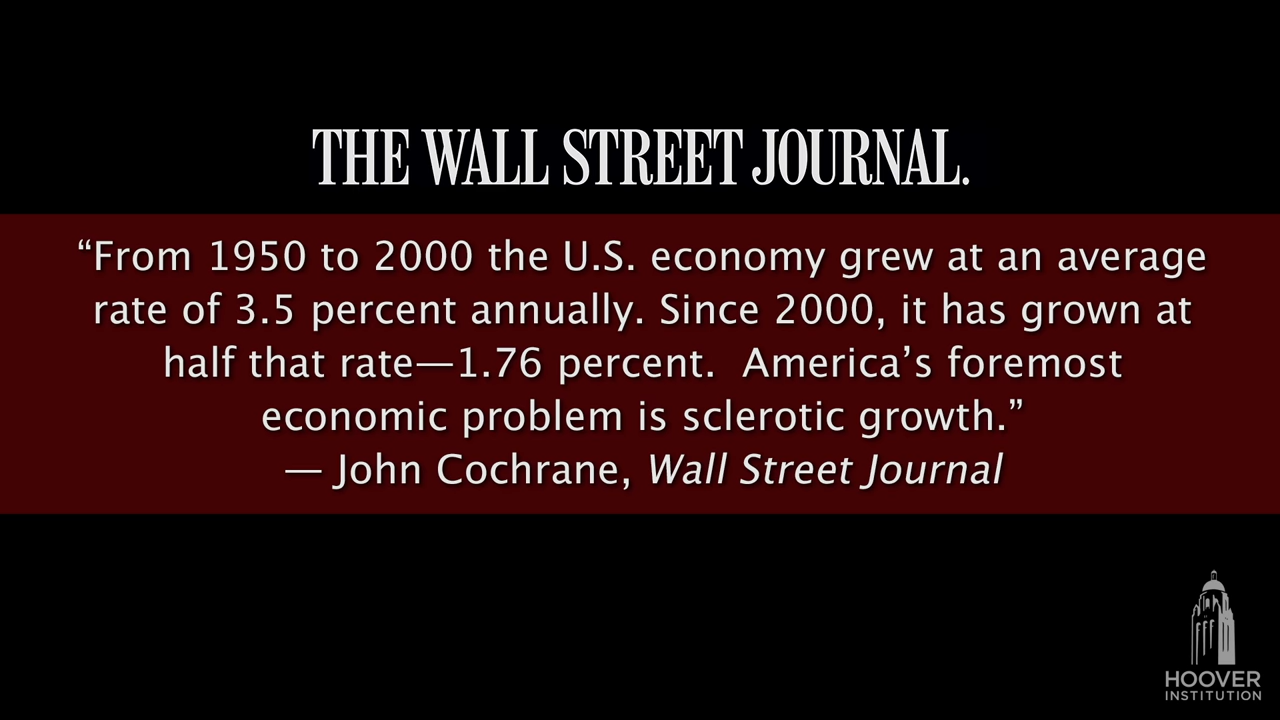 THE WALL STREET JOURNAL.
“From 1950 to 2000 the U.S. economy grew at an average
rate of 3.5 percent annually. Since 2000, it has grown at
half that rate—1.76 percent.  America’s foremost
economic problem is sclerotic growth.”
— John Cochrane, Wall Street Journal
HOOVER
INSTITUTION